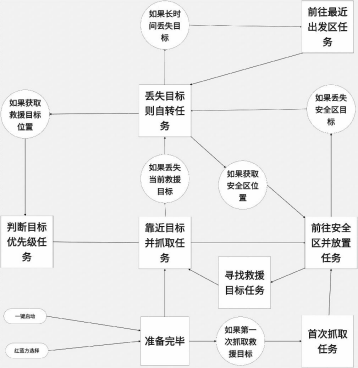 如果长时
间丢失目
标
前往最近
出发区任
务
如果获取
救援目标
位置
丢失目标
则自转任
务
如果丢失
安全区目
标
如果丢失
当前救援
目标
如果获取
安全区位
置
判断目标
优先级任
务
靠近目标
并抓取任
务
前往安全
区并放置
任务
寻找救援
目标任务
一键启动
红蓝方选择
准备完毕
如果第一
次抓取救
援目标
首次抓取
任务